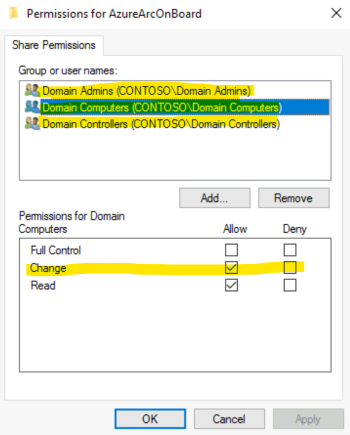 Permissions for AzureArcOnBoard
Share Permissions
Group or user names:
Domain Admins (CONTOSO\Domain Admins)
Domain Computers (CONTOSO\Domain Computers)
Domain Controllers (CONTOSO\Domain Controllers)
Add... Remove
Permissions for Domain
Computers Allow Deny
Full Control
Change
Read
OK Cancel Apply